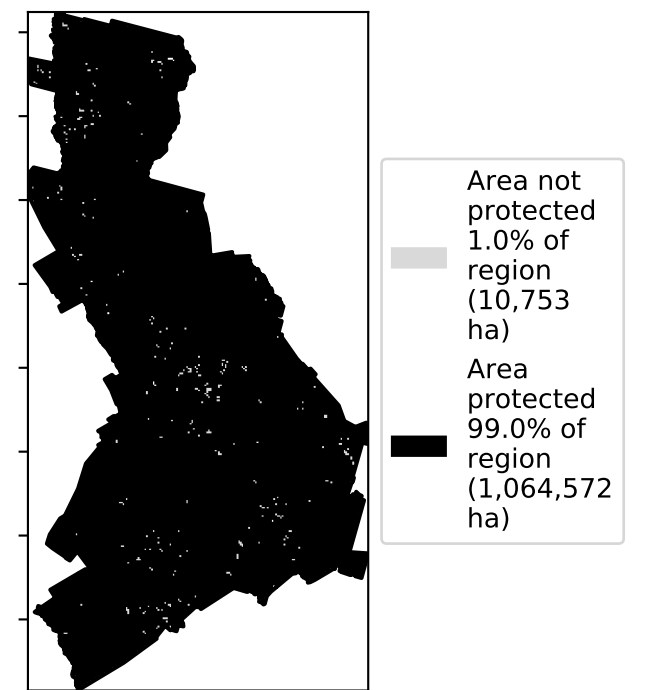 Area not
protected
1.0% of
region
(10,753
ha)
Area
protected
99.0% of
region
(1,064,572
ha)